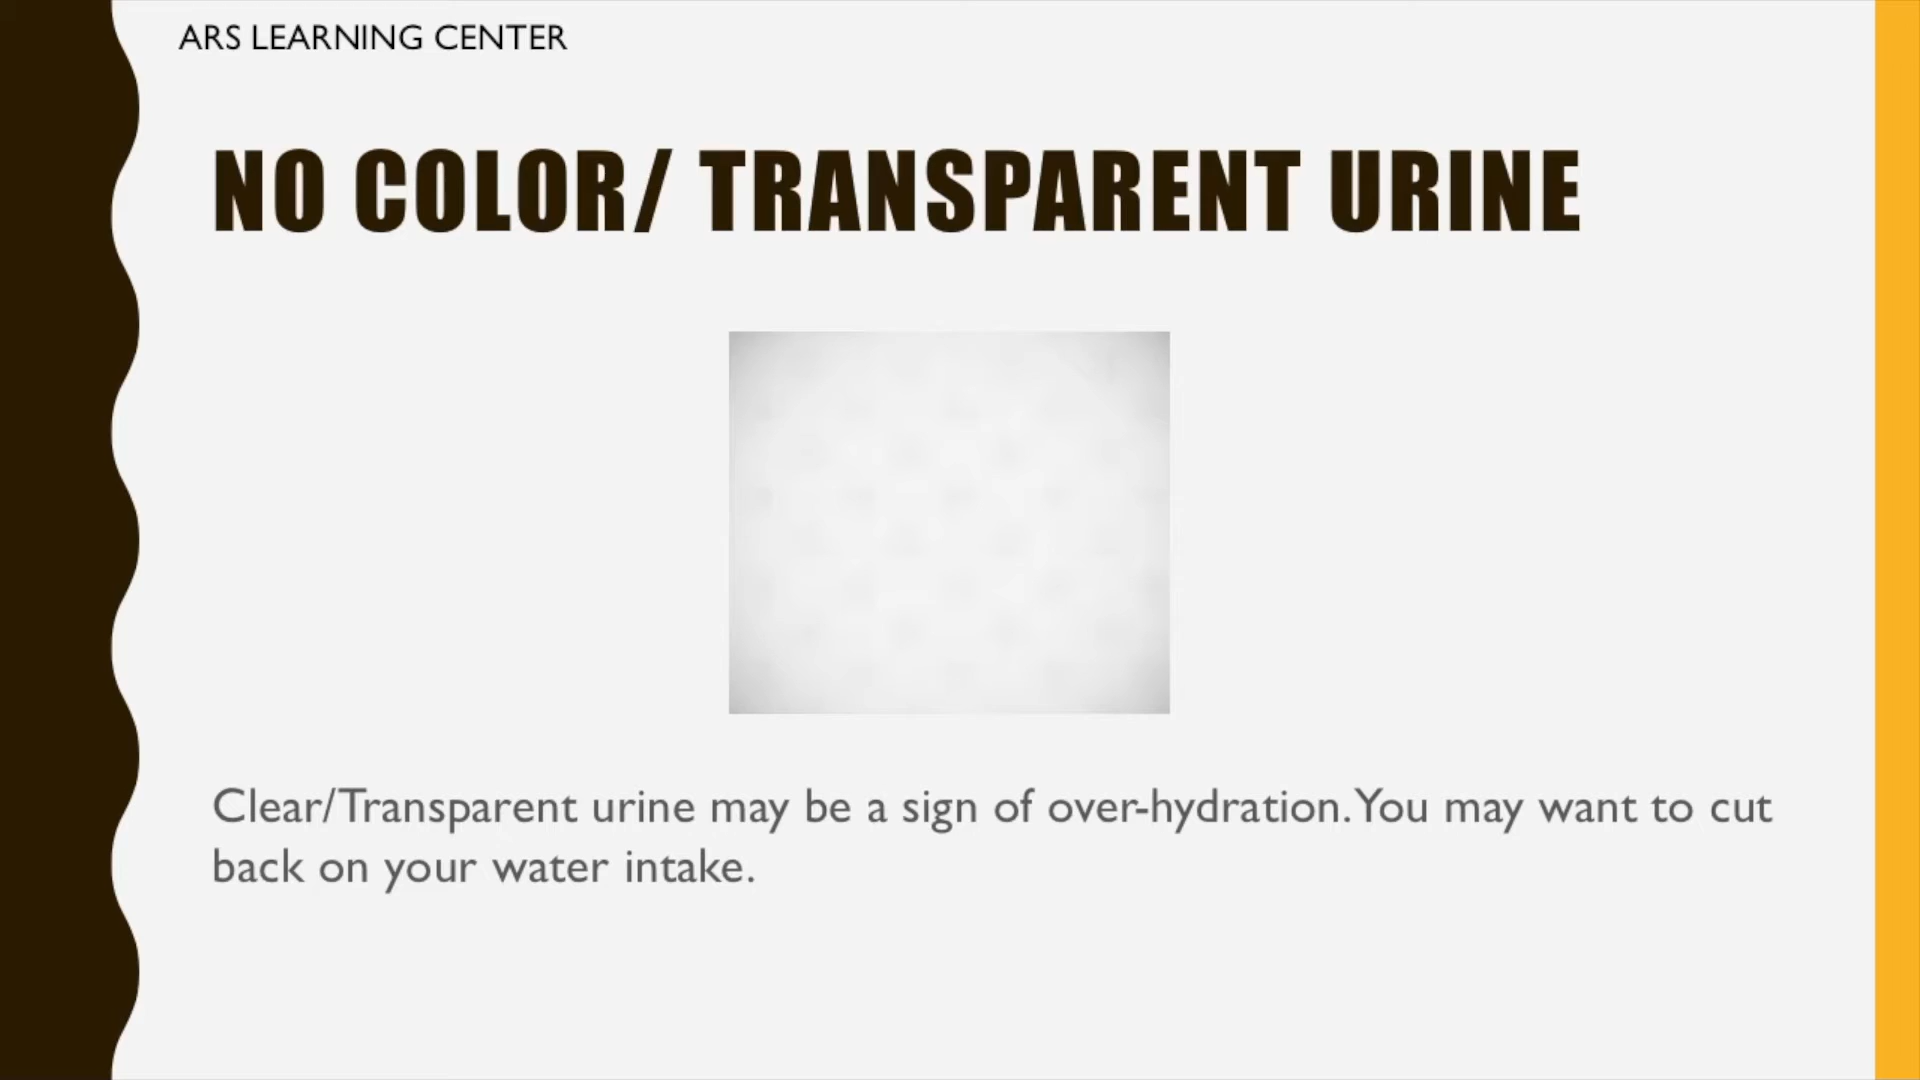 ARS LEARNING CENTER
NO COLOR/ TRANSPARENT URINE
Clear/Transparent urine may be a sign of over-hydration. You may want to cut
back on your water intake.